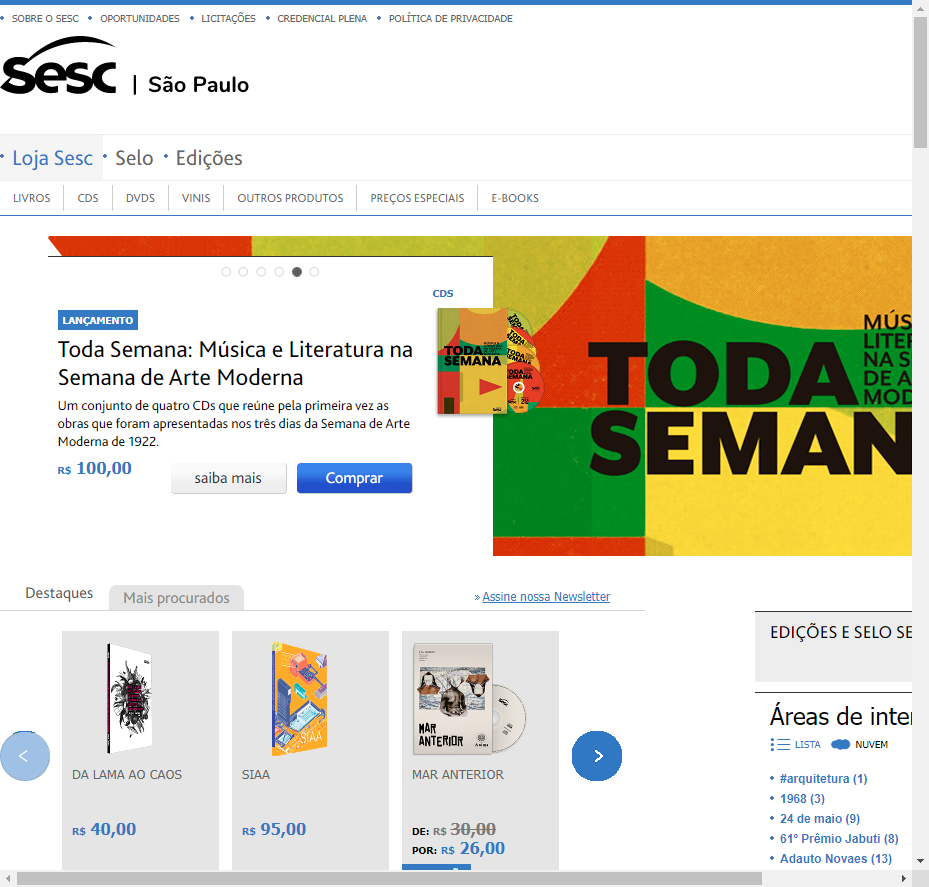 SOBRE O SESC OPORTUNIDADES LICITAÇÕES CREDENCIAL PLENA POLÍTICA DE PRIVACIDADE
Sesc | São Paulo
Loja Sesc Selo Edições
LIVROS CDS DVDS VINIS OUTROS PRODUTOS PREÇOS ESPECIAIS E-BOOKS
CDS
LANÇAMENTO
Toda Semana: Música e Literatura na
Semana de Arte Moderna
Um conjunto de quatro CDs que reúne pela primeira vez as
obras que foram apresentadas nos três dias da Semana de Arte
Moderna de 1922.
R$ 100,00
saiba mais Comprar
TODA
SEMANA
MÚS
LITER
NA S
DE A
MOD
TODA
SEMAN
Destaques Mais procurados
» Assine nossa Newsletter
< >
SIAA
MAR
ANTERIOR
DA LAMA AO CAOS
R$ 40,00
SIAA
R$ 95,00
MAR ANTERIOR
DE: R$ 30,00
POR: R$ 26,00
EDIÇÕES E SELO SE
Áreas de inter
LISTA NUVEM
#arquitetura (1)
1968 (3)
24 de maio (9)
61º Prêmio Jabuti (8)
Adauto Novaes (13)